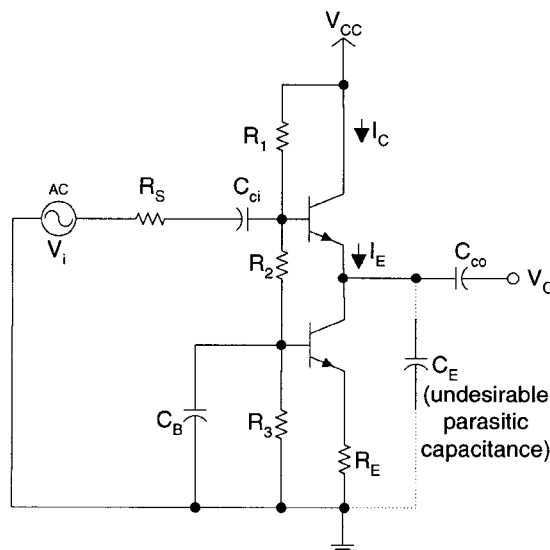 V_CC
I_C
R_1
AC
R_S
C_ci
V_i
I_E
R_2
C_co
V_O
C_E
(undesirable
parasitic
capacitance)
C_B
R_3
R_E